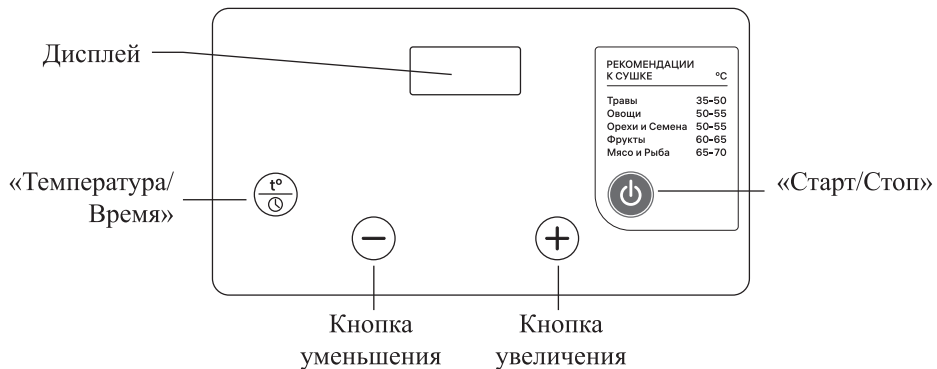 Дисплей
РЕКОМЕНДАЦИИ
К СУШКЕ °C
Травы 35-50
Овощи 50-55
Орехи и Семена 50-55
Фрукты 60-65
Мясо и Рыба 65-70
«Температура/
Время»
t°
«Старт/Стоп»
Кнопка
уменьшения
Кнопка
увеличения